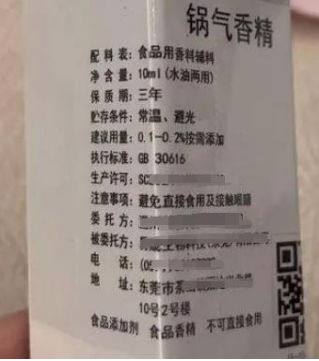 锅气香精
配料表：食品用香料辅料
净含量：10ml(水油两用)
保质期：三年
贮存条件：常温、避光
建议用量：0.1-0.2%按需添加
执行标准：GB 30616
生产许可：SC
注意事项：避免直接食用及接触眼睛
委托方：
被委托方：
电话：
地址：东莞市茶
10号2号楼
食品添加剂 食品香精 不可直接食用